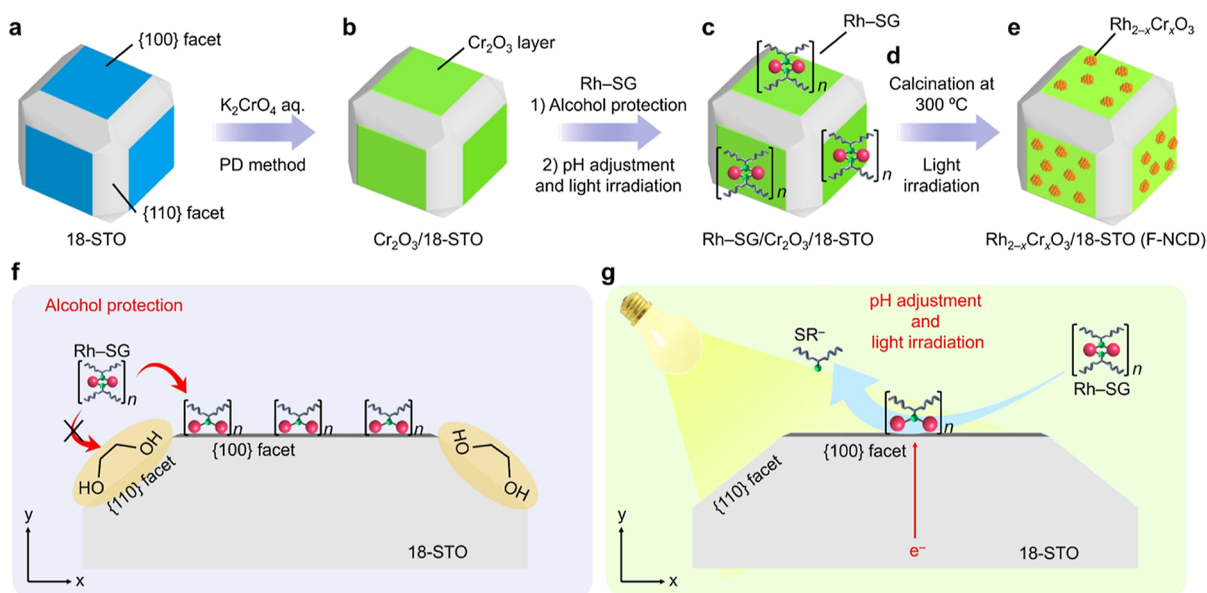 a
{100} facet
{110} facet
18-STO
K₂CrO₄ aq.
PD method
b
Cr₂O₃ layer
Cr₂O₃/18-STO
Rh–SG
1) Alcohol protection
2) pH adjustment
and light irradiation
c
Rh–SG
n
n
n
Rh–SG/Cr₂O₃/18-STO
d
Calcination at
300 ºC
Light
irradiation
e
Rh₂₋ₓCrₓO₃
Rh₂₋ₓCrₓO₃/18-STO (F-NCD)
f
Alcohol protection
Rh–SG
n
n
n
n
OH
HO
{110} facet
{100} facet
HO
OH
18-STO
y
x
g
pH adjustment
and
light irradiation
SR⁻
n
Rh–SG
n
{100} facet
{110} facet
e⁻
18-STO
y
x